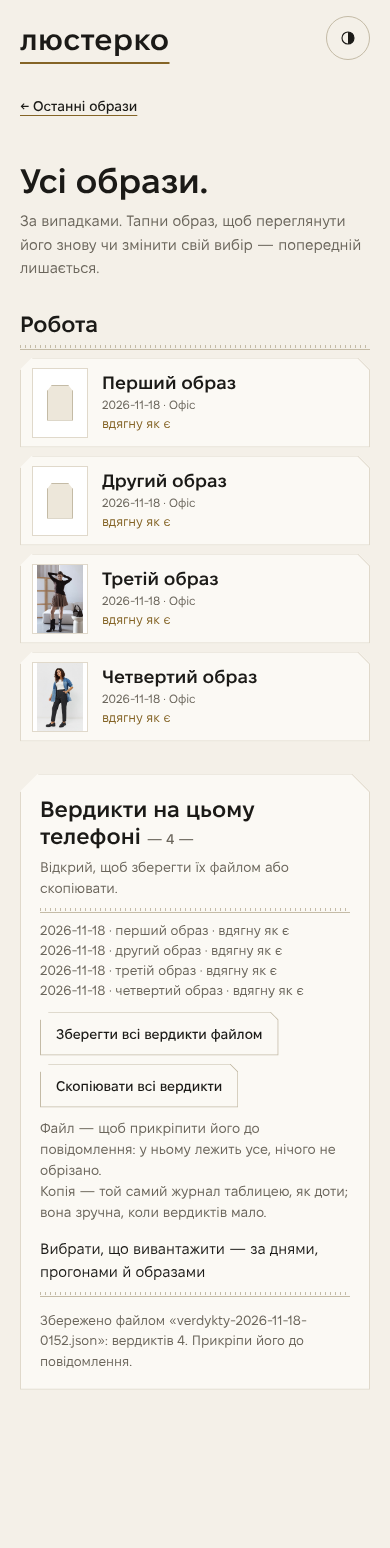 люстерко
← Останні образи
Усі образи.
За випадками. Тапни образ, щоб переглянути
його знову чи змінити свій вибір — попередній
лишається.
Робота
Перший образ
2026-11-18 · Офіс
вдягну як є
Другий образ
2026-11-18 · Офіс
вдягну як є
Третій образ
2026-11-18 · Офіс
вдягну як є
Четвертий образ
2026-11-18 · Офіс
вдягну як є
Вердикти на цьому
телефоні — 4 —
Відкрий, щоб зберегти їх файлом або
скопіювати.
2026-11-18 · перший образ · вдягну як є
2026-11-18 · другий образ · вдягну як є
2026-11-18 · третій образ · вдягну як є
2026-11-18 · четвертий образ · вдягну як є
Зберегти всі вердикти файлом
Скопіювати всі вердикти
Файл — щоб прикріпити його до
повідомлення: у ньому лежить усе, нічого не
обрізано.
Копія — той самий журнал таблицею, як доти;
вона зручна, коли вердиктів мало.
Вибрати, що вивантажити — за днями,
прогонами й образами
Збережено файлом «verdykty-2026-11-18-
0152.json»: вердиктів 4. Прикріпи його до
повідомлення.